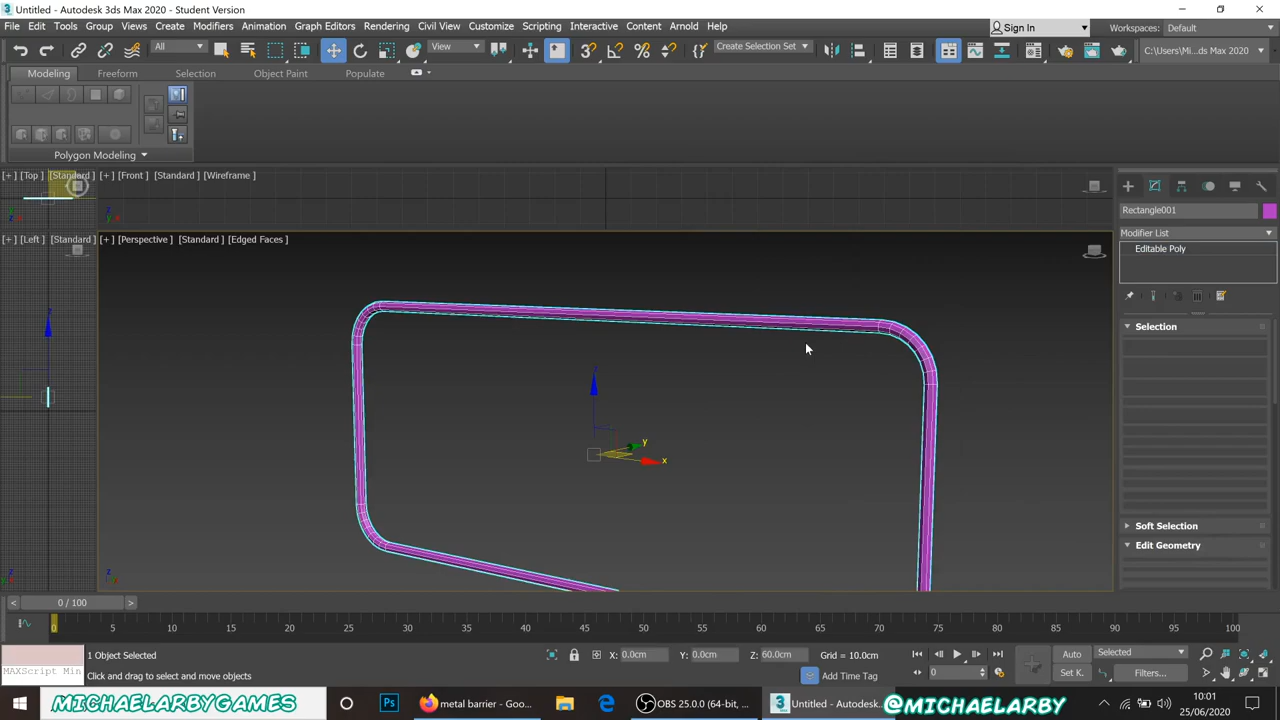 Untitled - Autodesk 3ds Max 2020 - Student Version
File Edit Tools Group Views Create Modifiers Animation Graph Editors Rendering Civil View Customize Scripting Interactive Content Arnold Help
Sign In Workspaces: Default
All View Create Selection Set C:\Users\Mi...ds Max 2020
Modeling Freeform Selection Object Paint Populate
Polygon Modeling
[+] [Top] [Standard] [+] [Front] [Standard] [Wireframe]
[+] [Left] [Standard] [+] [Perspective] [Standard] [Edged Faces]
Rectangle001
Modifier List
Editable Poly
Selection
z
y
x
Soft Selection
Edit Geometry
0 / 100
0 5 10 15 20 25 30 35 40 45 50 55 60 65 70 75 80 85 90 95 100
1 Object Selected X: 0.0cm Y: 0.0cm Z: 60.0cm Grid = 10.0cm Auto Selected
MAXScript Min Click and drag to select and move objects Add Time Tag 0 Set K. Filters...
MICHAELARBYGAMES metal barrier - Goo... OBS 25.0.0 (64-bit, ... Untitled - Autodesk... @MICHAELARBY 10:01
25/06/2020